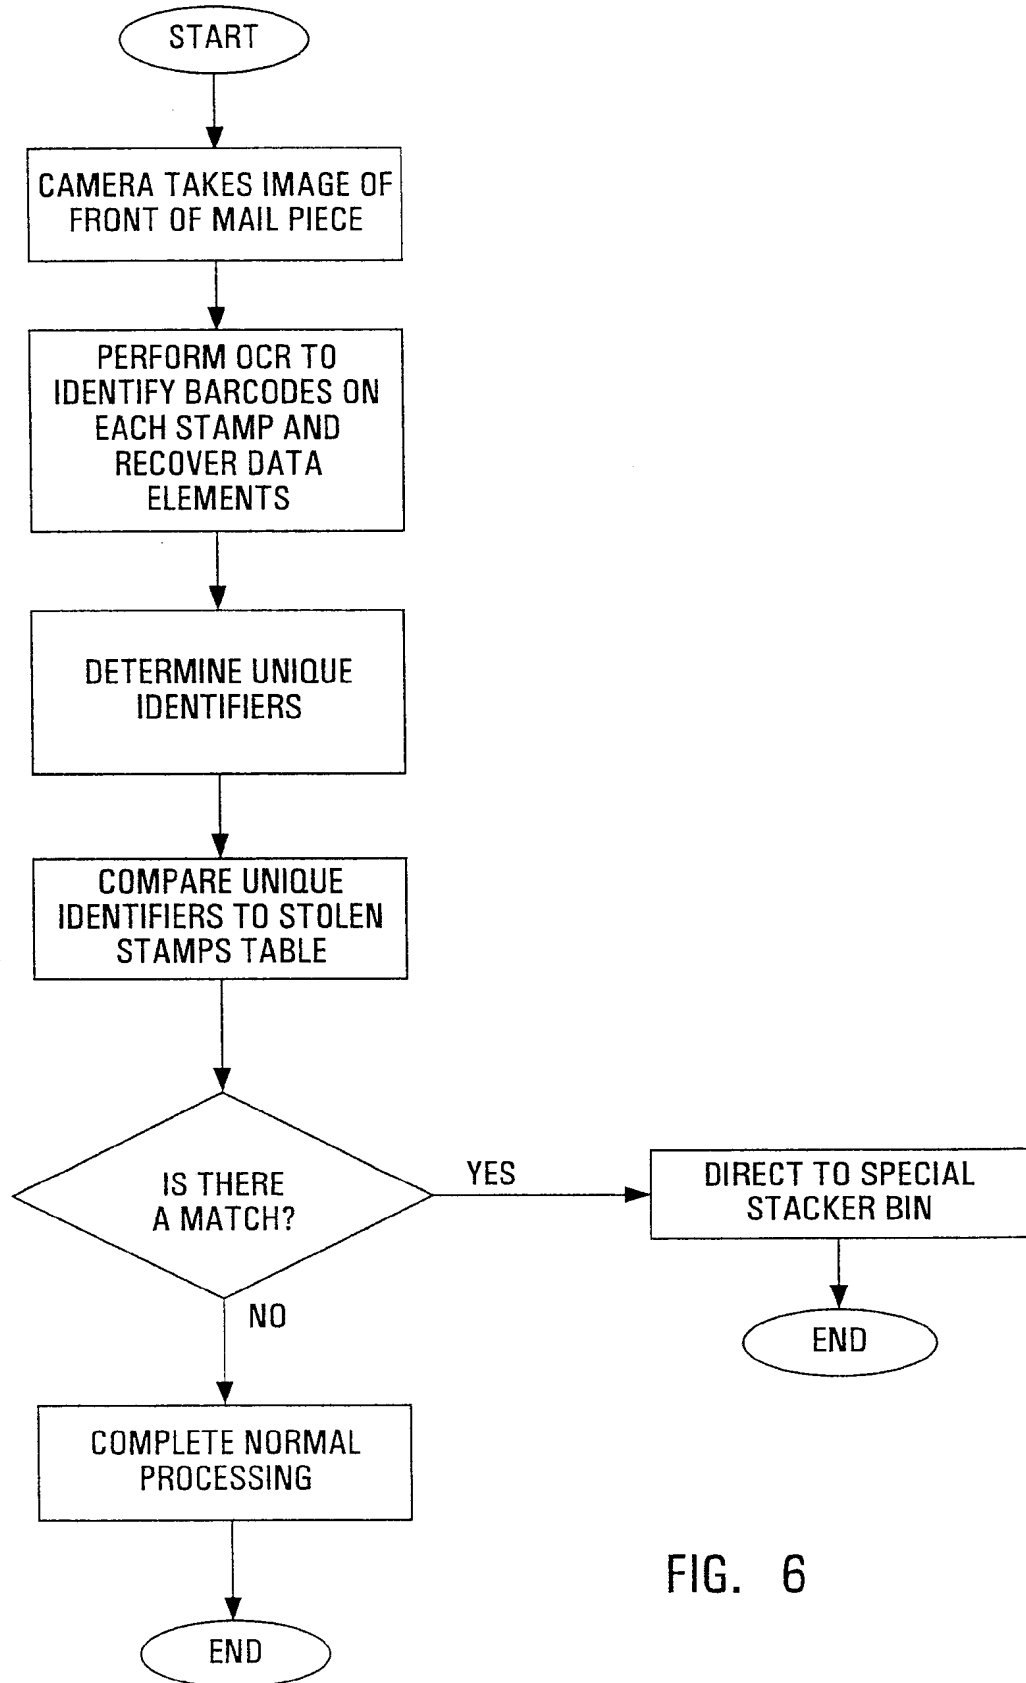 START
CAMERA TAKES IMAGE OF
FRONT OF MAIL PIECE
PERFORM OCR TO
IDENTIFY BARCODES ON
EACH STAMP AND
RECOVER DATA
ELEMENTS
DETERMINE UNIQUE
IDENTIFIERS
COMPARE UNIQUE
IDENTIFIERS TO STOLEN
STAMPS TABLE
IS THERE
A MATCH?
YES
DIRECT TO SPECIAL
STACKER BIN
END
NO
COMPLETE NORMAL
PROCESSING
END
FIG. 6